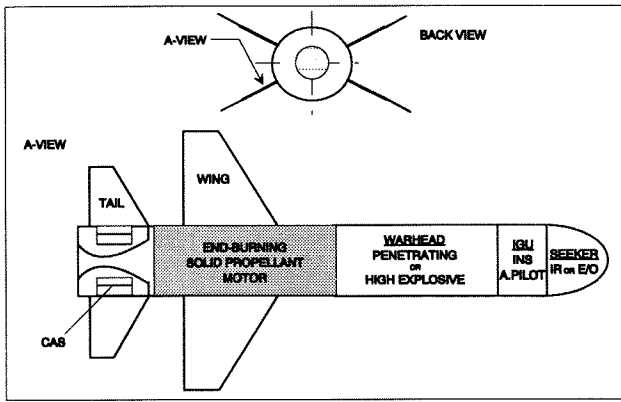 A-VIEW
BACK VIEW
A-VIEW
TAIL
WING
END-BURNING
SOLID PROPELLANT
MOTOR
WARHEAD
PENETRATING
OR
HIGH EXPLOSIVE
IGU
INS
A.PILOT
SEEKER
IR OR E/O
CAS